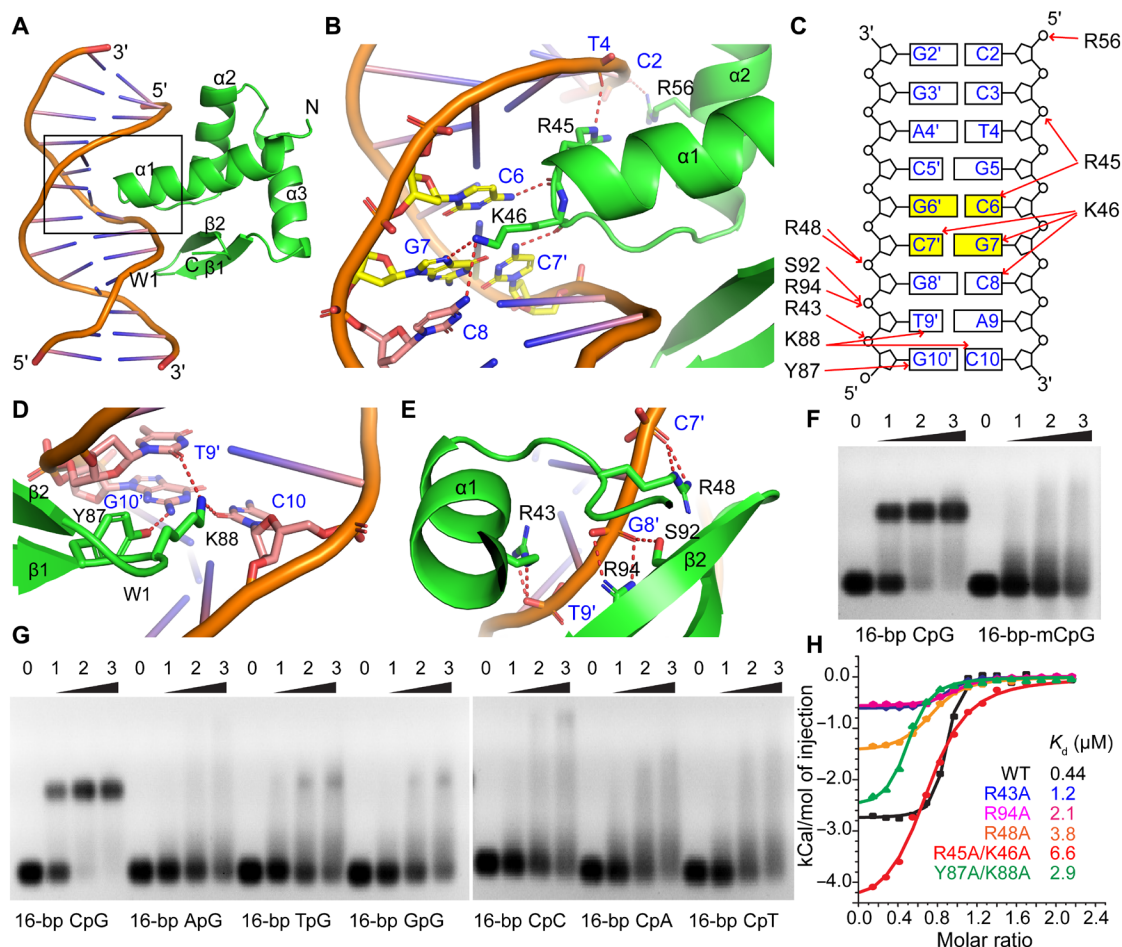 A
3'
5'
α2
N
α1
α3
β2
C
β1
W1
5'
3'
B
T4
C2
α2
R56
R45
α1
C6
K46
G7
C7'
C8
C
3'
5'
R56
G2' C2
G3' C3
A4' T4
R45
C5' G5
G6' C6
K46
R48
C7' G7
S92
G8' C8
R94
R43
T9' A9
K88
Y87
G10' C10
5'
3'
D
T9'
β2
G10'
C10
Y87
K88
β1
W1
E
C7'
α1
R48
R43
G8'
S92
β2
R94
T9'
F
0 1 2 3 0 1 2 3
16-bp CpG 16-bp-mCpG
G
0 1 2 3 0 1 2 3 0 1 2 3 0 1 2 3 0 1 2 3 0 1 2 3 0 1 2 3
16-bp CpG 16-bp ApG 16-bp TpG 16-bp GpG 16-bp CpC 16-bp CpA 16-bp CpT
H
kCal/mol of injection
0.0
–1.0
–2.0
–3.0
–4.0
Kd (μM)
WT 0.44
R43A 1.2
R94A 2.1
R48A 3.8
R45A/K46A 6.6
Y87A/K88A 2.9
0.0 0.4 0.8 1.2 1.6 2.0 2.4
Molar ratio